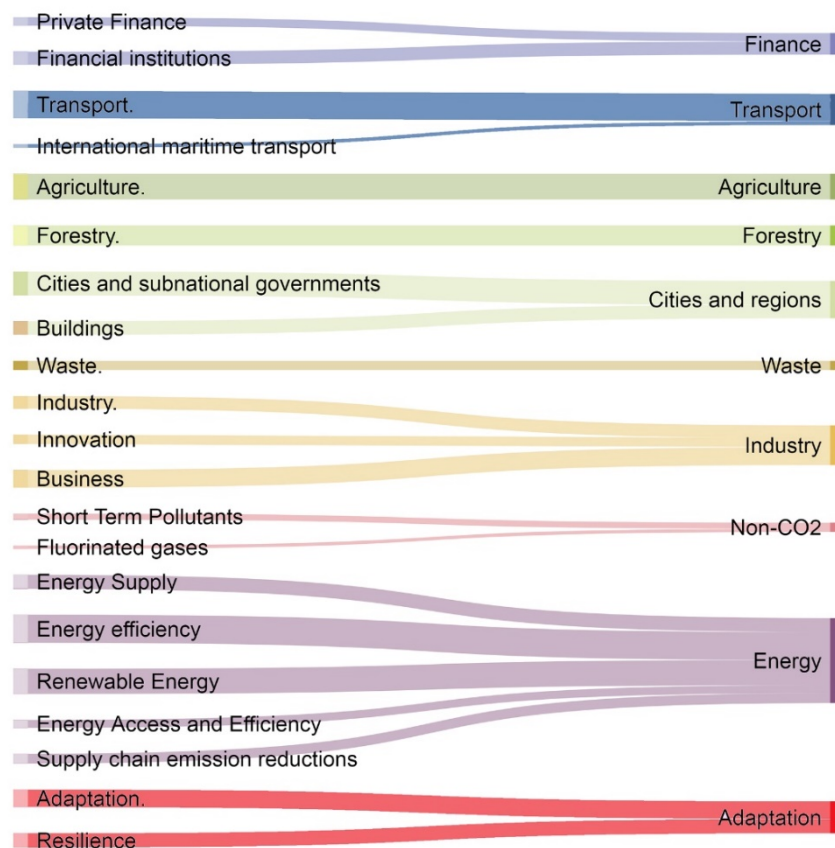 Private Finance
Financial institutions
Finance
Transport.
Transport
International maritime transport
Agriculture.
Agriculture
Forestry.
Forestry
Cities and subnational governments
Cities and regions
Buildings
Waste.
Waste
Industry.
Innovation
Industry
Business
Short Term Pollutants
Non-CO2
Fluorinated gases
Energy Supply
Energy efficiency
Energy
Renewable Energy
Energy Access and Efficiency
Supply chain emission reductions
Adaptation.
Adaptation
Resilience